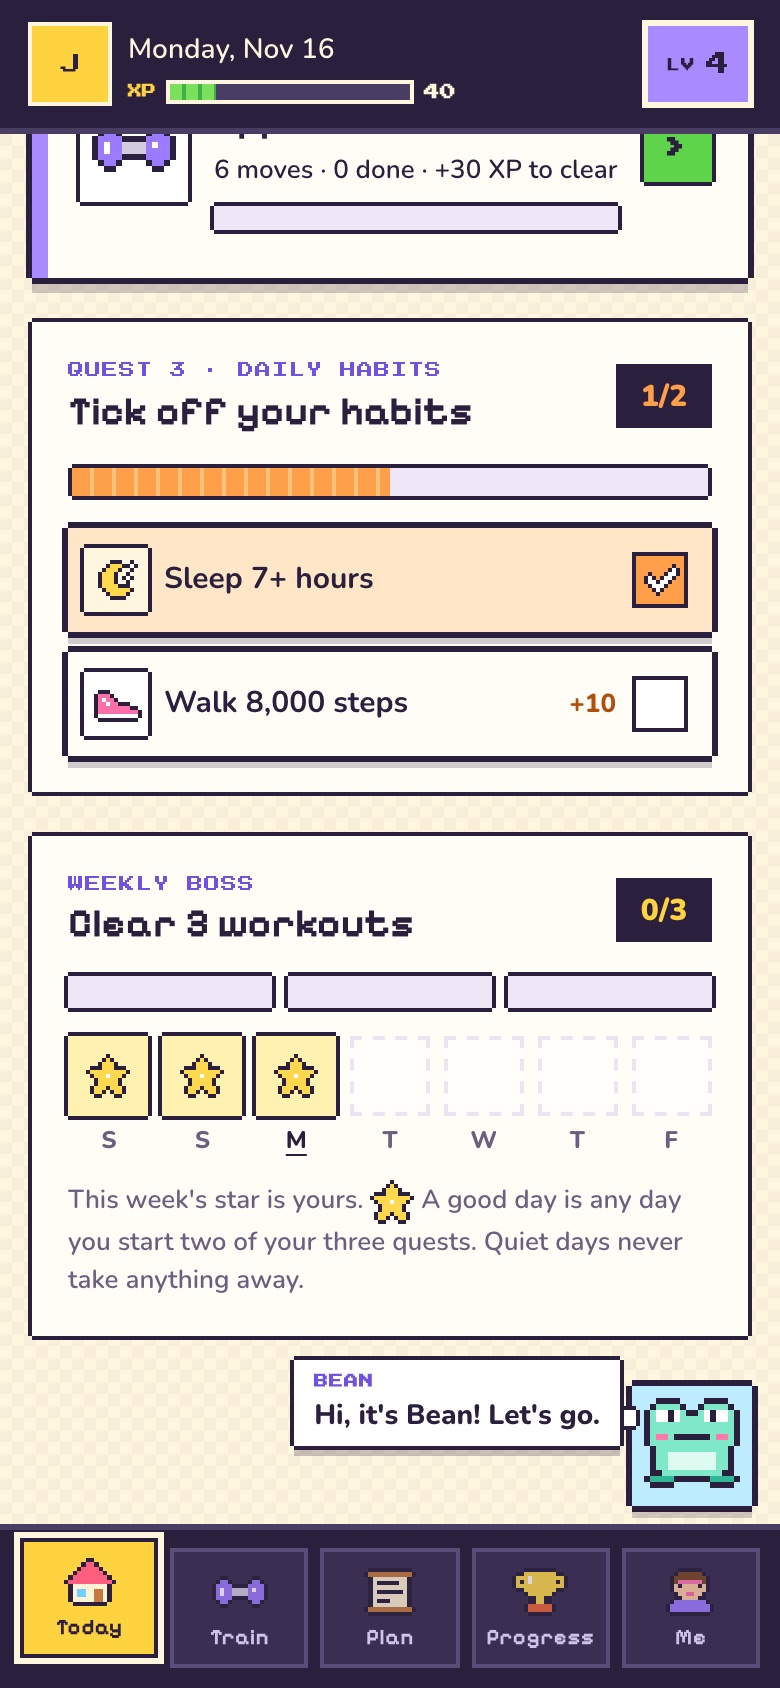 J
Monday, Nov 16
LV 4
XP
40
6 moves · 0 done · +30 XP to clear
QUEST 3 · DAILY HABITS
Tick off your habits
1/2
Sleep 7+ hours
Walk 8,000 steps
+10
WEEKLY BOSS
Clear 3 workouts
0/3
S S M T W T F
This week's star is yours. A good day is any day
you start two of your three quests. Quiet days never
take anything away.
BEAN
Hi, it's Bean! Let's go.
Today Train Plan Progress Me